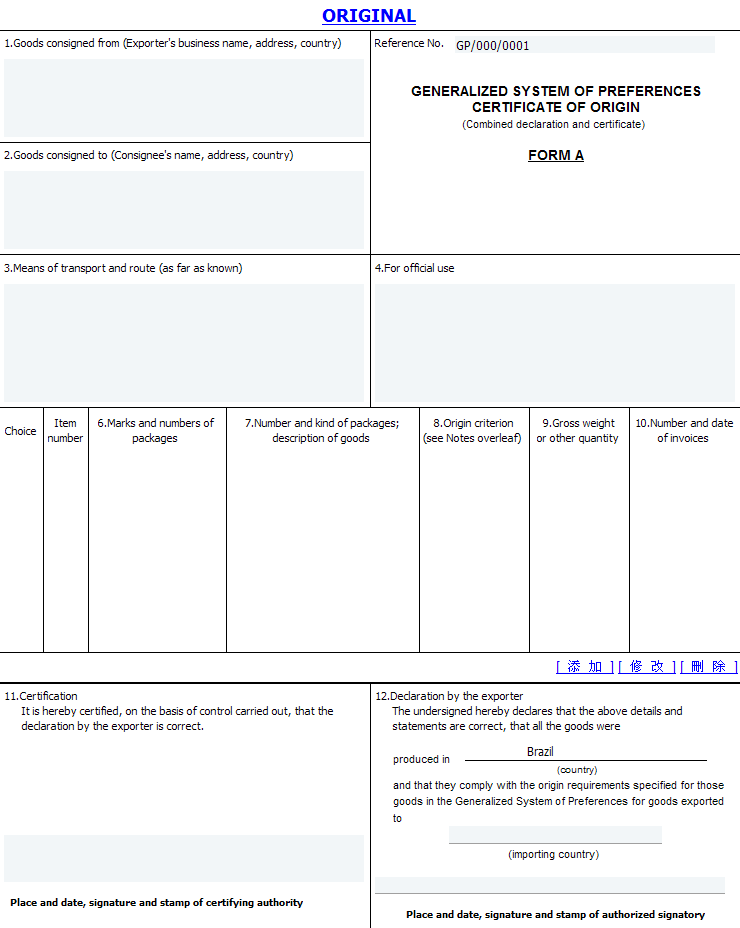 ORIGINAL
1.Goods consigned from (Exporter's business name, address, country)
Reference No. GP/000/0001
GENERALIZED SYSTEM OF PREFERENCES
CERTIFICATE OF ORIGIN
(Combined declaration and certificate)
FORM A
2.Goods consigned to (Consignee's name, address, country)
3.Means of transport and route (as far as known)
4.For official use
Choice
Item
number
6.Marks and numbers of
packages
7.Number and kind of packages;
description of goods
8.Origin criterion
(see Notes overleaf)
9.Gross weight
or other quantity
10.Number and date
of invoices
[ 添 加 ] [ 修 改 ] [ 刪 除 ]
11.Certification
It is hereby certified, on the basis of control carried out, that the
declaration by the exporter is correct.
Place and date, signature and stamp of certifying authority
12.Declaration by the exporter
The undersigned hereby declares that the above details and
statements are correct, that all the goods were
produced in Brazil
(country)
and that they comply with the origin requirements specified for those
goods in the Generalized System of Preferences for goods exported
to
(importing country)
Place and date, signature and stamp of authorized signatory